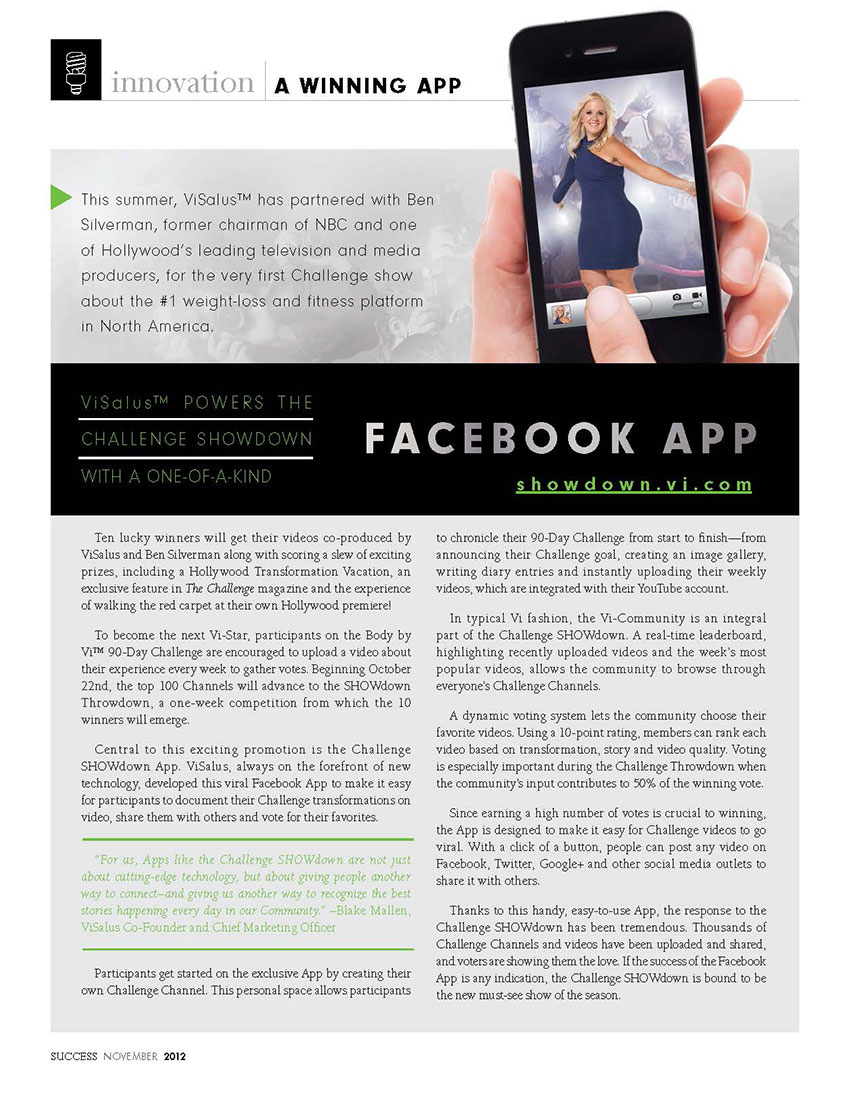 innovation
A WINNING APP
This summer, ViSalus™ has partnered with Ben
Silverman, former chairman of NBC and one
of Hollywood's leading television and media
producers, for the very first Challenge show
about the #1 weight-loss and fitness platform
in North America.
ViSalus™ POWERS THE
CHALLENGE SHOWDOWN
WITH A ONE-OF-A-KIND
FACEBOOK APP
showdown.vi.com
Ten lucky winners will get their videos co-produced by
ViSalus and Ben Silverman along with scoring a slew of exciting
prizes, including a Hollywood Transformation Vacation, an
exclusive feature in The Challenge magazine and the experience
of walking the red carpet at their own Hollywood premiere!
To become the next Vi-Star, participants on the Body by
Vi™ 90-Day Challenge are encouraged to upload a video about
their experience every week to gather votes. Beginning October
22nd, the top 100 Channels will advance to the SHOWdown
Throwdown, a one-week competition from which the 10
winners will emerge.
Central to this exciting promotion is the Challenge
SHOWdown App. ViSalus, always on the forefront of new
technology, developed this viral Facebook App to make it easy
for participants to document their Challenge transformations on
video, share them with others and vote for their favorites.
"For us, Apps like the Challenge SHOWdown are not just
about cutting-edge technology, but about giving people another
way to connect–and giving us another way to recognize the best
stories happening every day in our Community." –Blake Mallen,
ViSalus Co-Founder and Chief Marketing Officer
Participants get started on the exclusive App by creating their
own Challenge Channel. This personal space allows participants
to chronicle their 90-Day Challenge from start to finish—from
announcing their Challenge goal, creating an image gallery,
writing diary entries and instantly uploading their weekly
videos, which are integrated with their YouTube account.
In typical Vi fashion, the Vi-Community is an integral
part of the Challenge SHOWdown. A real-time leaderboard,
highlighting recently uploaded videos and the week's most
popular videos, allows the community to browse through
everyone's Challenge Channels.
A dynamic voting system lets the community choose their
favorite videos. Using a 10-point rating, members can rank each
video based on transformation, story and video quality. Voting
is especially important during the Challenge Throwdown when
the community's input contributes to 50% of the winning vote.
Since earning a high number of votes is crucial to winning,
the App is designed to make it easy for Challenge videos to go
viral. With a click of a button, people can post any video on
Facebook, Twitter, Google+ and other social media outlets to
share it with others.
Thanks to this handy, easy-to-use App, the response to the
Challenge SHOWdown has been tremendous. Thousands of
Challenge Channels and videos have been uploaded and shared,
and voters are showing them the love. If the success of the Facebook
App is any indication, the Challenge SHOWdown is bound to be
the new must-see show of the season.
SUCCESS NOVEMBER 2012